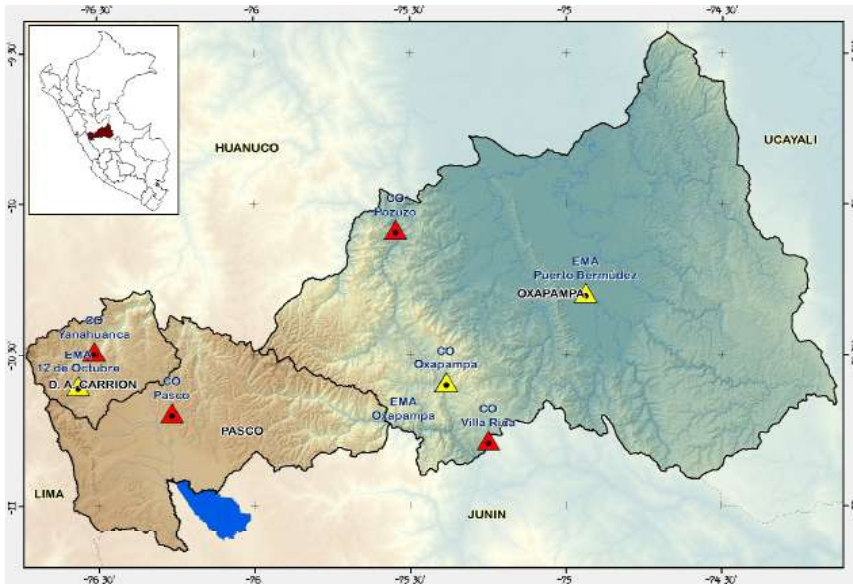 -76 30'
-76
-75 30'
-75
-74 30'
-9 30'
HUANUCO
UCAYALI
-10
-10
CO
Pozuzo
EMA
Puerto Bermúdez
OXAPAMPA
CO
Yanahuanca
EMA
12 de Octubre
D. A. CARRION
CO
Oxapampa
CO
Pasco
EMA
Oxapampa
CO
Villa Rica
PASCO
LIMA
JUNIN
-11
-11
-76 30'
-76
-75 30'
-75
-74 30'